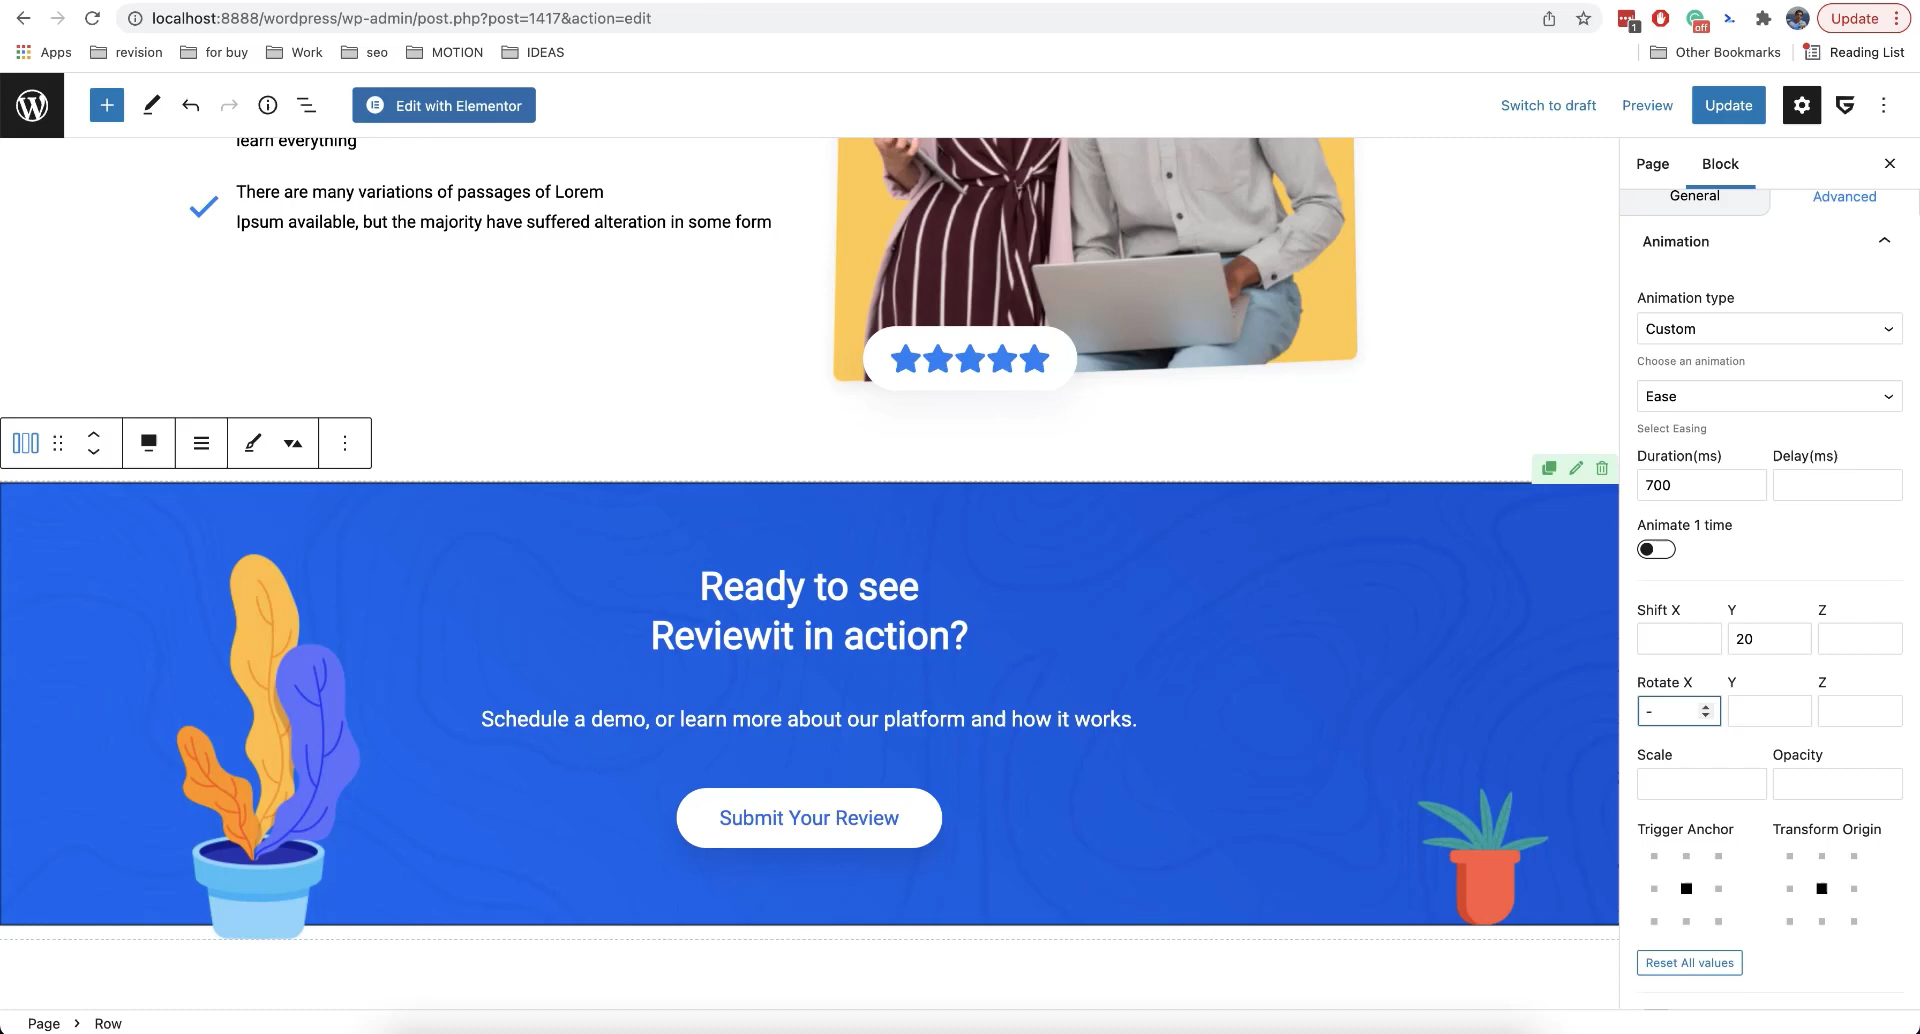 localhost:8888/wordpress/wp-admin/post.php?post=1417&action=edit
1
off
Update
Apps
revision
for buy
Work
seo
MOTION
IDEAS
Other Bookmarks
Reading List
Edit with Elementor
Switch to draft
Preview
Update
learn everything
There are many variations of passages of Lorem
Ipsum available, but the majority have suffered alteration in some form
Ready to see
Reviewit in action?
Schedule a demo, or learn more about our platform and how it works.
Submit Your Review
Page
Block
General
Advanced
Animation
Animation type
Custom
Choose an animation
Ease
Select Easing
Duration(ms)
Delay(ms)
700
Animate 1 time
Shift X
Y
Z
20
Rotate X
Y
Z
-
Scale
Opacity
Trigger Anchor
Transform Origin
Reset All values
Page
Row